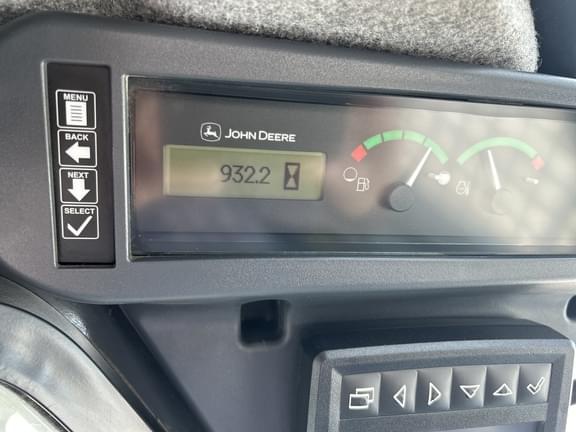 MENU
BACK
NEXT
SELECT
JOHN DEERE
932.2